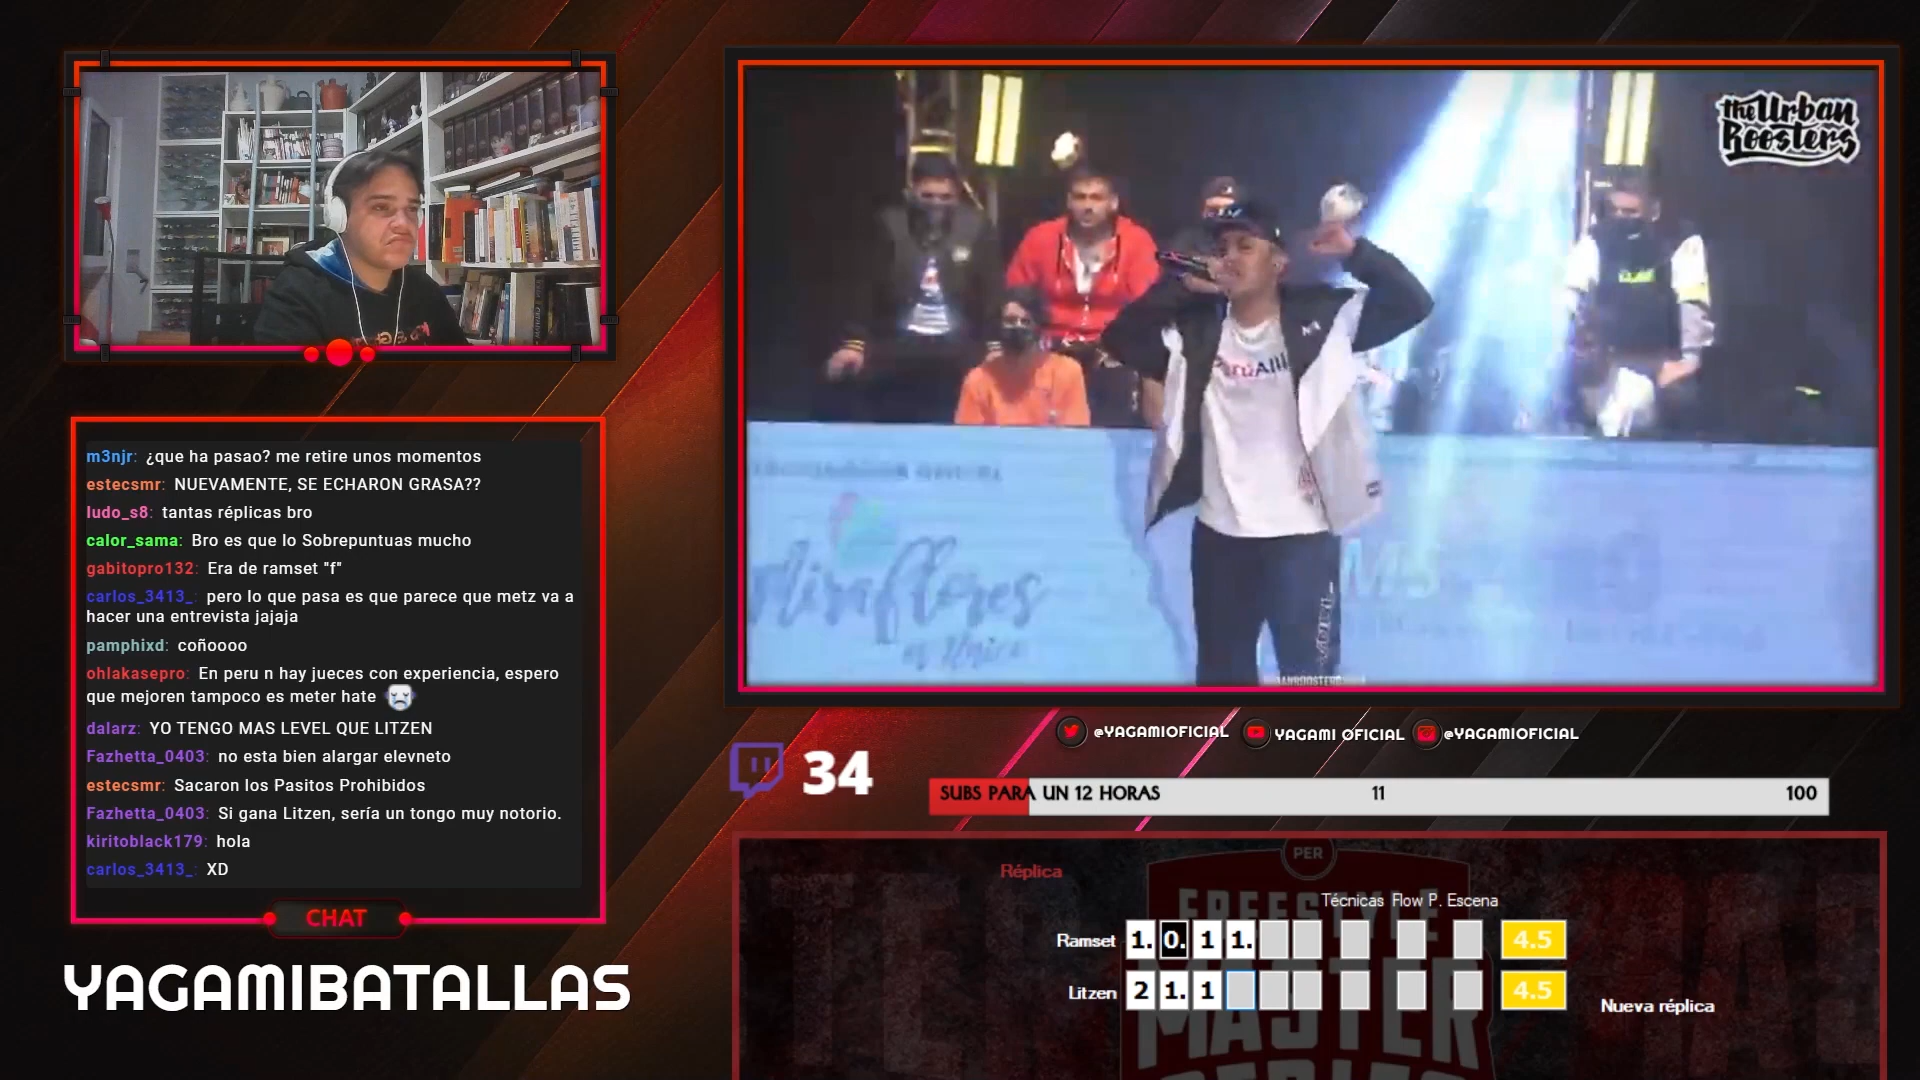 the Urban
Roosters
m3njr: ¿que ha pasao? me retire unos momentos
estecsmr: NUEVAMENTE, SE ECHARON GRASA??
ludo_s8: tantas réplicas bro
calor_sama: Bro es que lo Sobrepuntuas mucho
gabitopro132: Era de ramset "f"
carlos_3413_: pero lo que pasa es que parece que metz va a
hacer una entrevista jajaja
pamphixd: coñoooo
ohlakasepro: En peru n hay jueces con experiencia, espero
que mejoren tampoco es meter hate
dalarz: YO TENGO MAS LEVEL QUE LITZEN
Fazhetta_0403: no esta bien alargar elevneto
estecsmr: Sacaron los Pasitos Prohibidos
Fazhetta_0403: Si gana Litzen, sería un tongo muy notorio.
kiritoblack179: hola
carlos_3413_: XD
CHAT
YAGAMIBATALLAS
@YAGAMIOFICIAL YAGAMI OFICIAL @YAGAMIOFICIAL
34
SUBS PARA UN 12 HORAS 11 100
PER
Réplica
FREESTYLE
MASTER
Técnicas Flow P. Escena
Ramset 1. 0. 1 1. 4.5
Litzen 2 1. 1 4.5
Nueva réplica